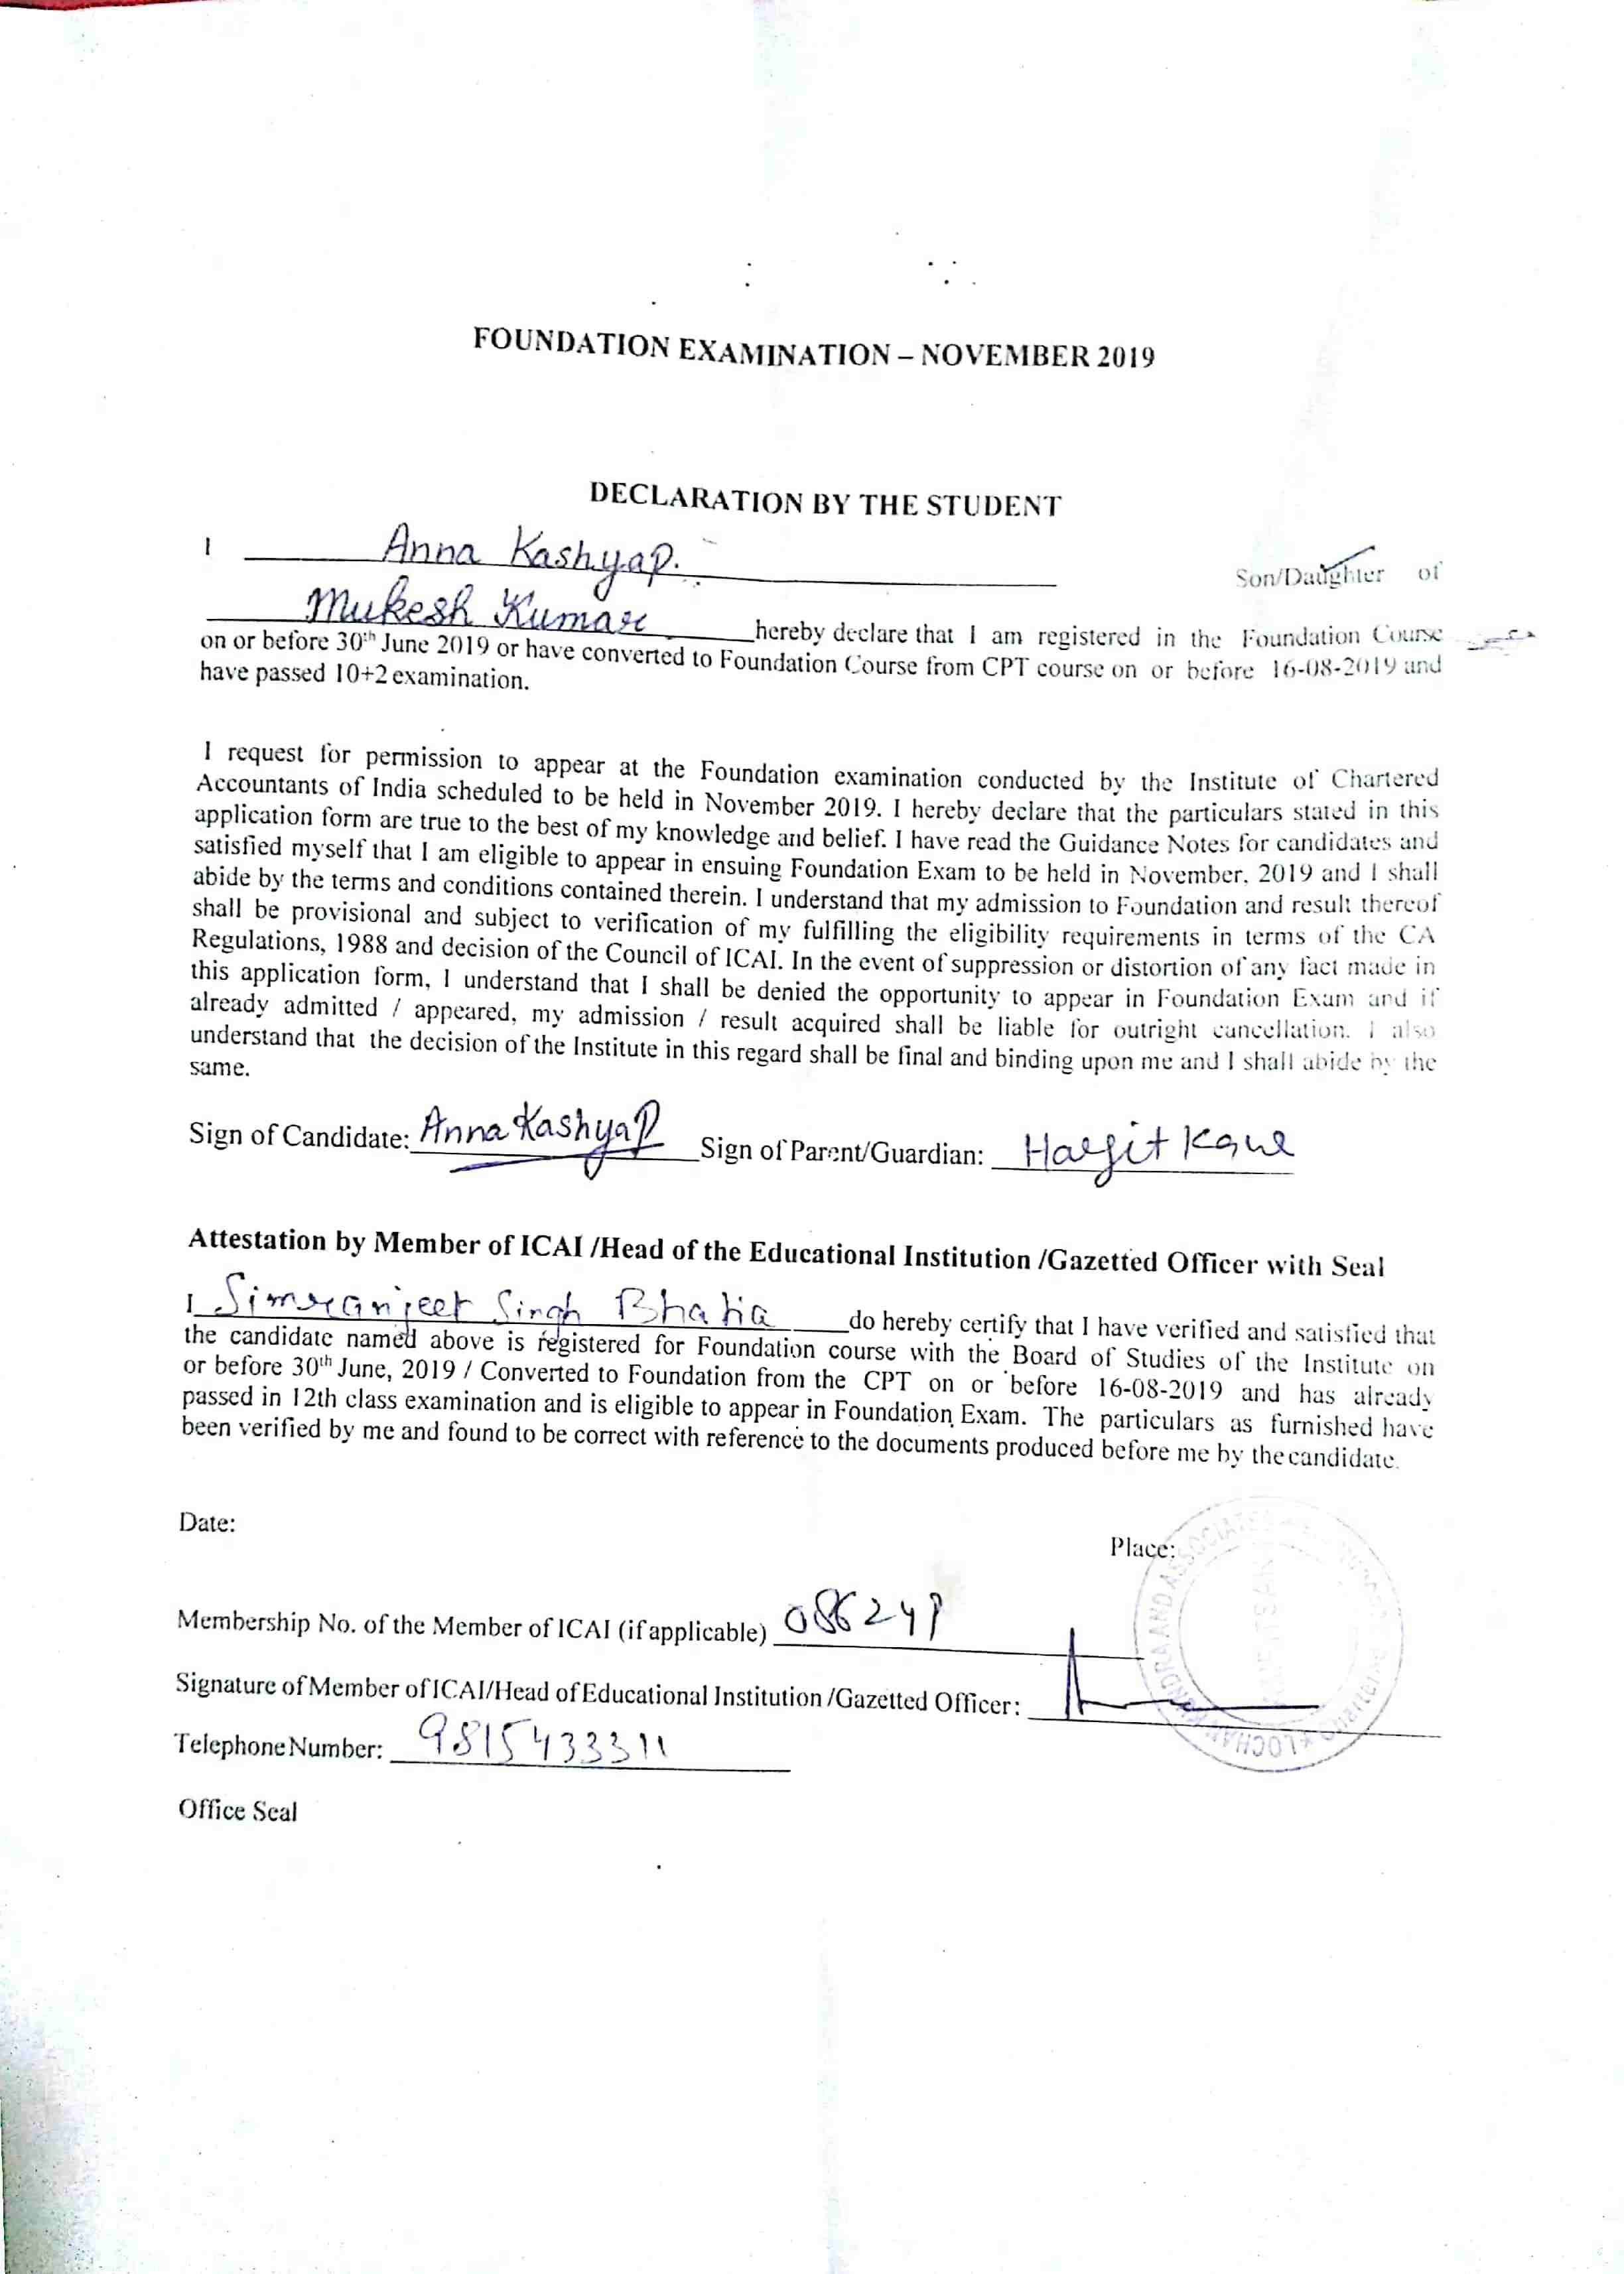 FOUNDATION EXAMINATION – NOVEMBER 2019
DECLARATION BY THE STUDENT
I Anna Kashyap. Son/Daughter of
Mukesh Kumar hereby declare that I am registered in the Foundation Course
on or before 30th June 2019 or have converted to Foundation Course from CPT course on or before 16-08-2019 and
have passed 10+2 examination.
I request for permission to appear at the Foundation examination conducted by the Institute of Chartered
Accountants of India scheduled to be held in November 2019. I hereby declare that the particulars stated in this
application form are true to the best of my knowledge and belief. I have read the Guidance Notes for candidates and
satisfied myself that I am eligible to appear in ensuing Foundation Exam to be held in November, 2019 and I shall
abide by the terms and conditions contained therein. I understand that my admission to Foundation and result thereof
shall be provisional and subject to verification of my fulfilling the eligibility requirements in terms of the CA
Regulations, 1988 and decision of the Council of ICAI. In the event of suppression or distortion of any fact made in
this application form, I understand that I shall be denied the opportunity to appear in Foundation Exam and if
already admitted / appeared, my admission / result acquired shall be liable for outright cancellation. I also
understand that the decision of the Institute in this regard shall be final and binding upon me and I shall abide by the
same.
Sign of Candidate: Anna Kashyap Sign of Parent/Guardian: Harjit Kaur
Attestation by Member of ICAI /Head of the Educational Institution /Gazetted Officer with Seal
I Simranjeet Singh Bhatia do hereby certify that I have verified and satisfied that
the candidate named above is registered for Foundation course with the Board of Studies of the Institute on
or before 30th June, 2019 / Converted to Foundation from the CPT on or before 16-08-2019 and has already
passed in 12th class examination and is eligible to appear in Foundation Exam. The particulars as furnished have
been verified by me and found to be correct with reference to the documents produced before me by the candidate.
Date:
Place:
Membership No. of the Member of ICAI (if applicable)
Signature of Member of ICAI/Head of Educational Institution /Gazetted Officer:
Telephone Number: 9815433311
Office Seal